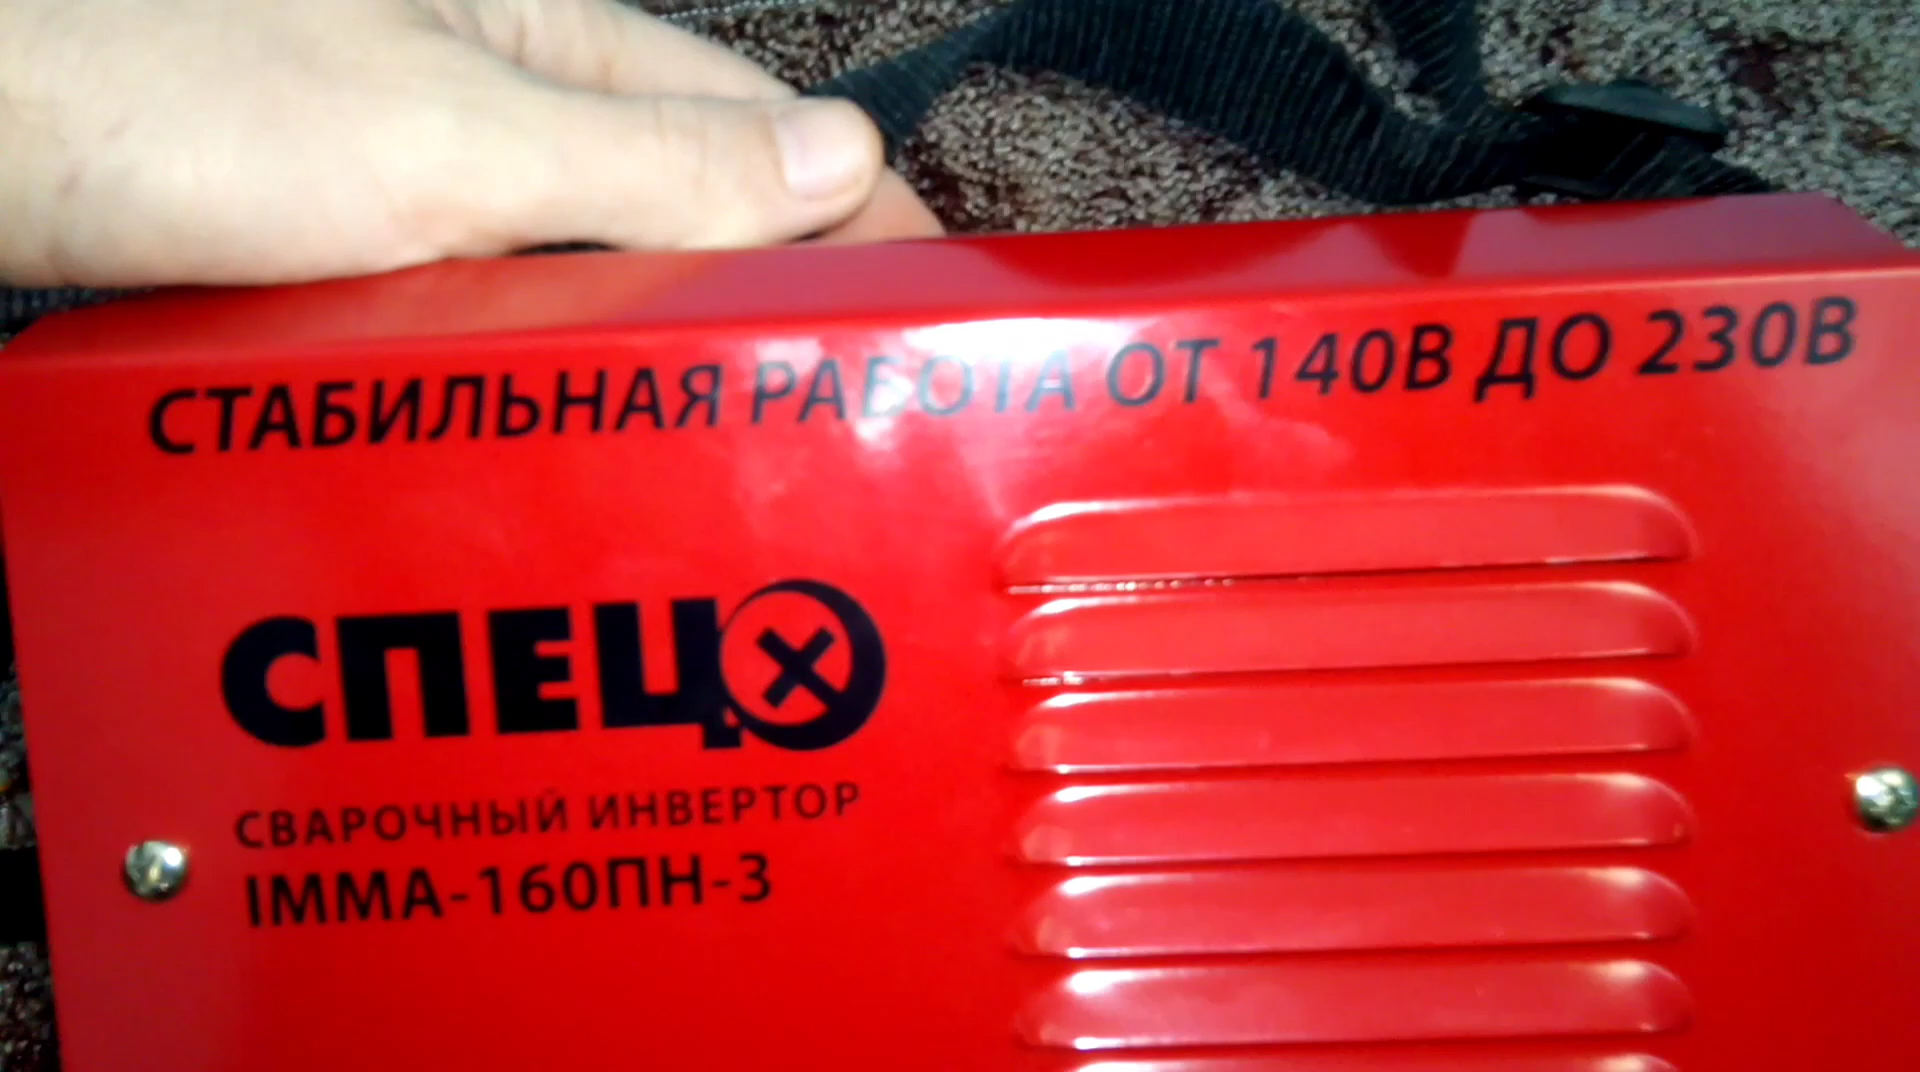 СТАБИЛЬНАЯ РАБОТА ОТ 140В ДО 230В
СПЕЦ
СВАРОЧНЫЙ ИНВЕРТОР
IMMA-160ПН-3